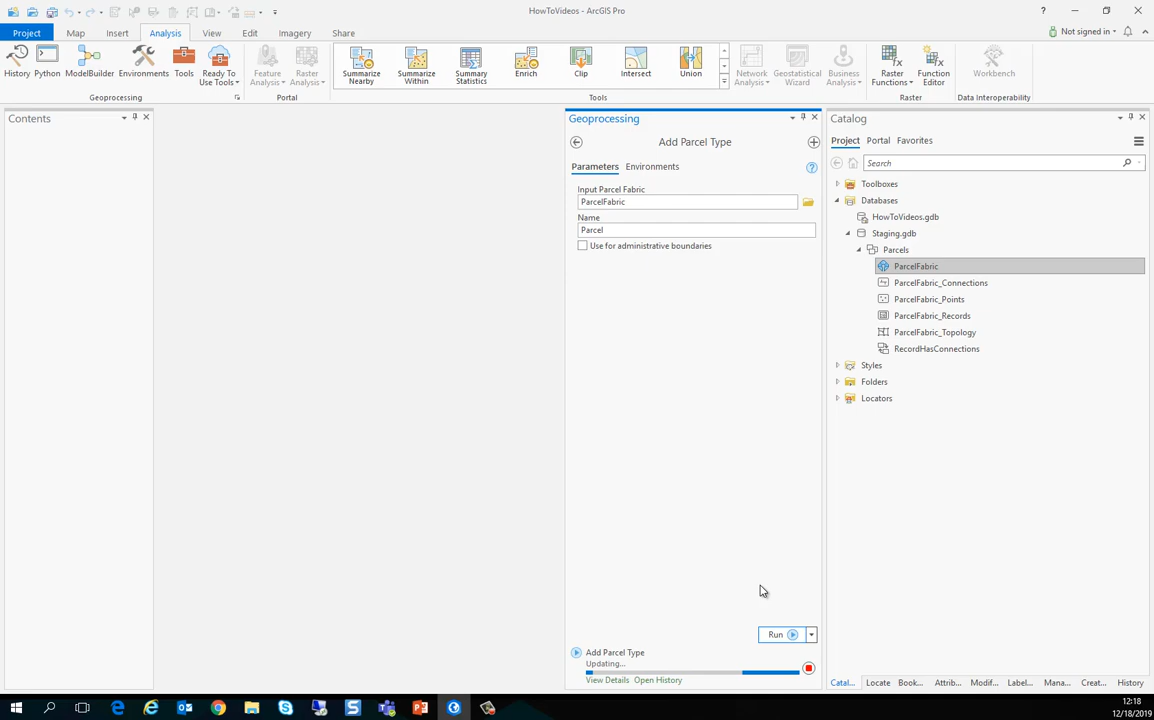 HowToVideos - ArcGIS Pro
Project Map Insert Analysis View Edit Imagery Share
Not signed in
History Python ModelBuilder Environments Tools Ready To Use Tools
Feature Analysis Raster Analysis
Summarize Nearby Summarize Within Summary Statistics Enrich Clip Intersect Union
Network Analysis Geostatistical Wizard Business Analysis
Raster Functions Function Editor Workbench
Geoprocessing Portal Tools Raster Data Interoperability
Contents
Geoprocessing
Add Parcel Type
Parameters Environments
Input Parcel Fabric
ParcelFabric
Name
Parcel
Use for administrative boundaries
Run
Add Parcel Type
Updating...
View Details Open History
Catalog
Project Portal Favorites
Search
Toolboxes
Databases
HowToVideos.gdb
Staging.gdb
Parcels
ParcelFabric
ParcelFabric_Connections
ParcelFabric_Points
ParcelFabric_Records
ParcelFabric_Topology
RecordHasConnections
Styles
Folders
Locators
Catal... Locate Book... Attrib... Modif... Label... Mana... Creat... History
12:18
12/18/2019